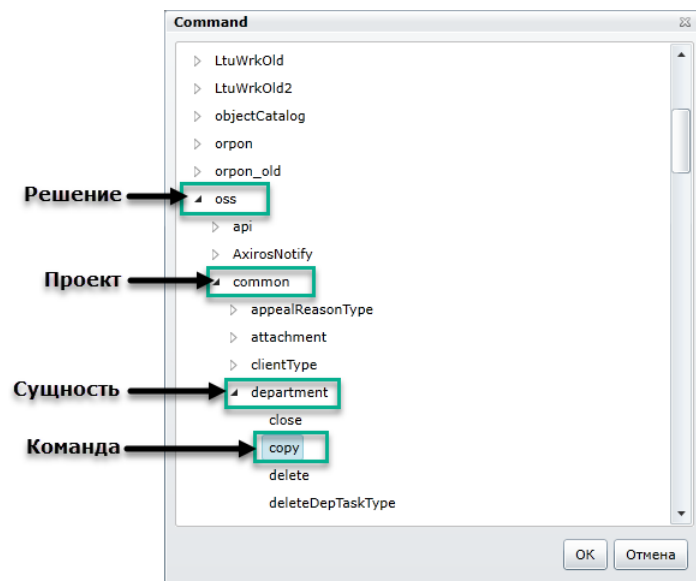 Command
LtuWrkOld
LtuWrkOld2
objectCatalog
orpon
orpon_old
Решение
oss
api
AxirosNotify
Проект
common
appealReasonType
attachment
clientType
Сущность
department
close
Команда
copy
delete
deleteDepTaskType
ОК
Отмена